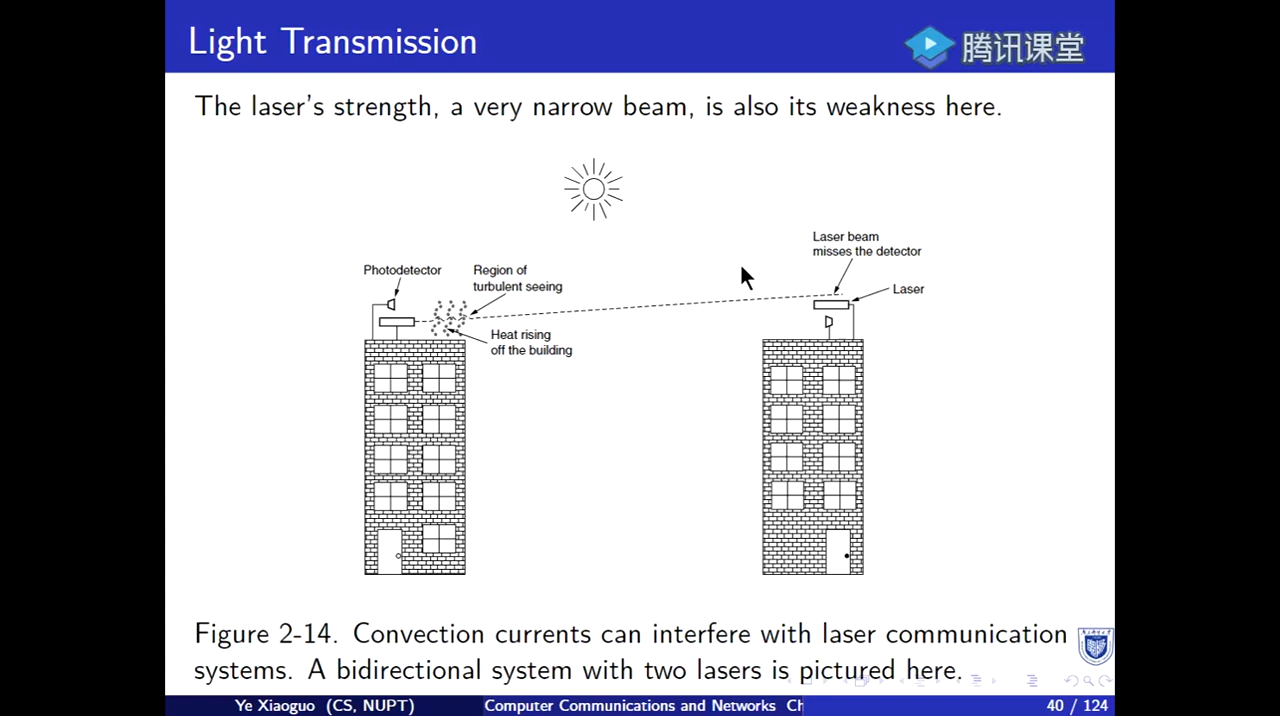 Light Transmission
腾讯课堂
The laser's strength, a very narrow beam, is also its weakness here.
Laser beam
misses the detector
Photodetector
Region of
turbulent seeing
Laser
Heat rising
off the building
Figure 2-14. Convection currents can interfere with laser communication
systems. A bidirectional system with two lasers is pictured here.
Ye Xiaoguo (CS, NUPT)
Computer Communications and Networks Ch
40 / 124